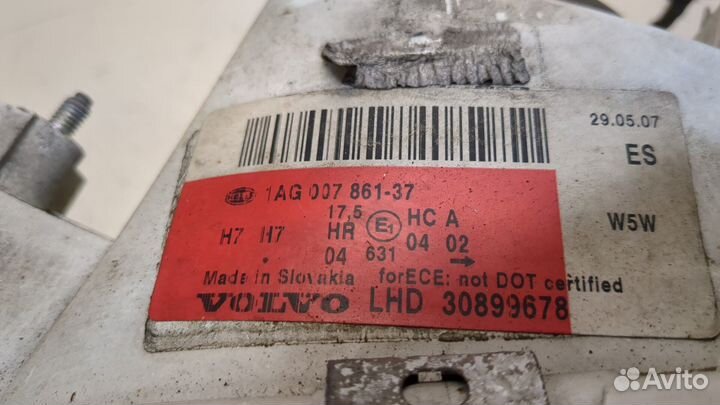 29.05.07
ES
HELLA 1AG 007 861-37
17,5 HC A
W5W
H7 H7 HR E1 04 02
04 631
Made in Slovakia forECE: not DOT certified
VOLVO LHD 30899678
Avito